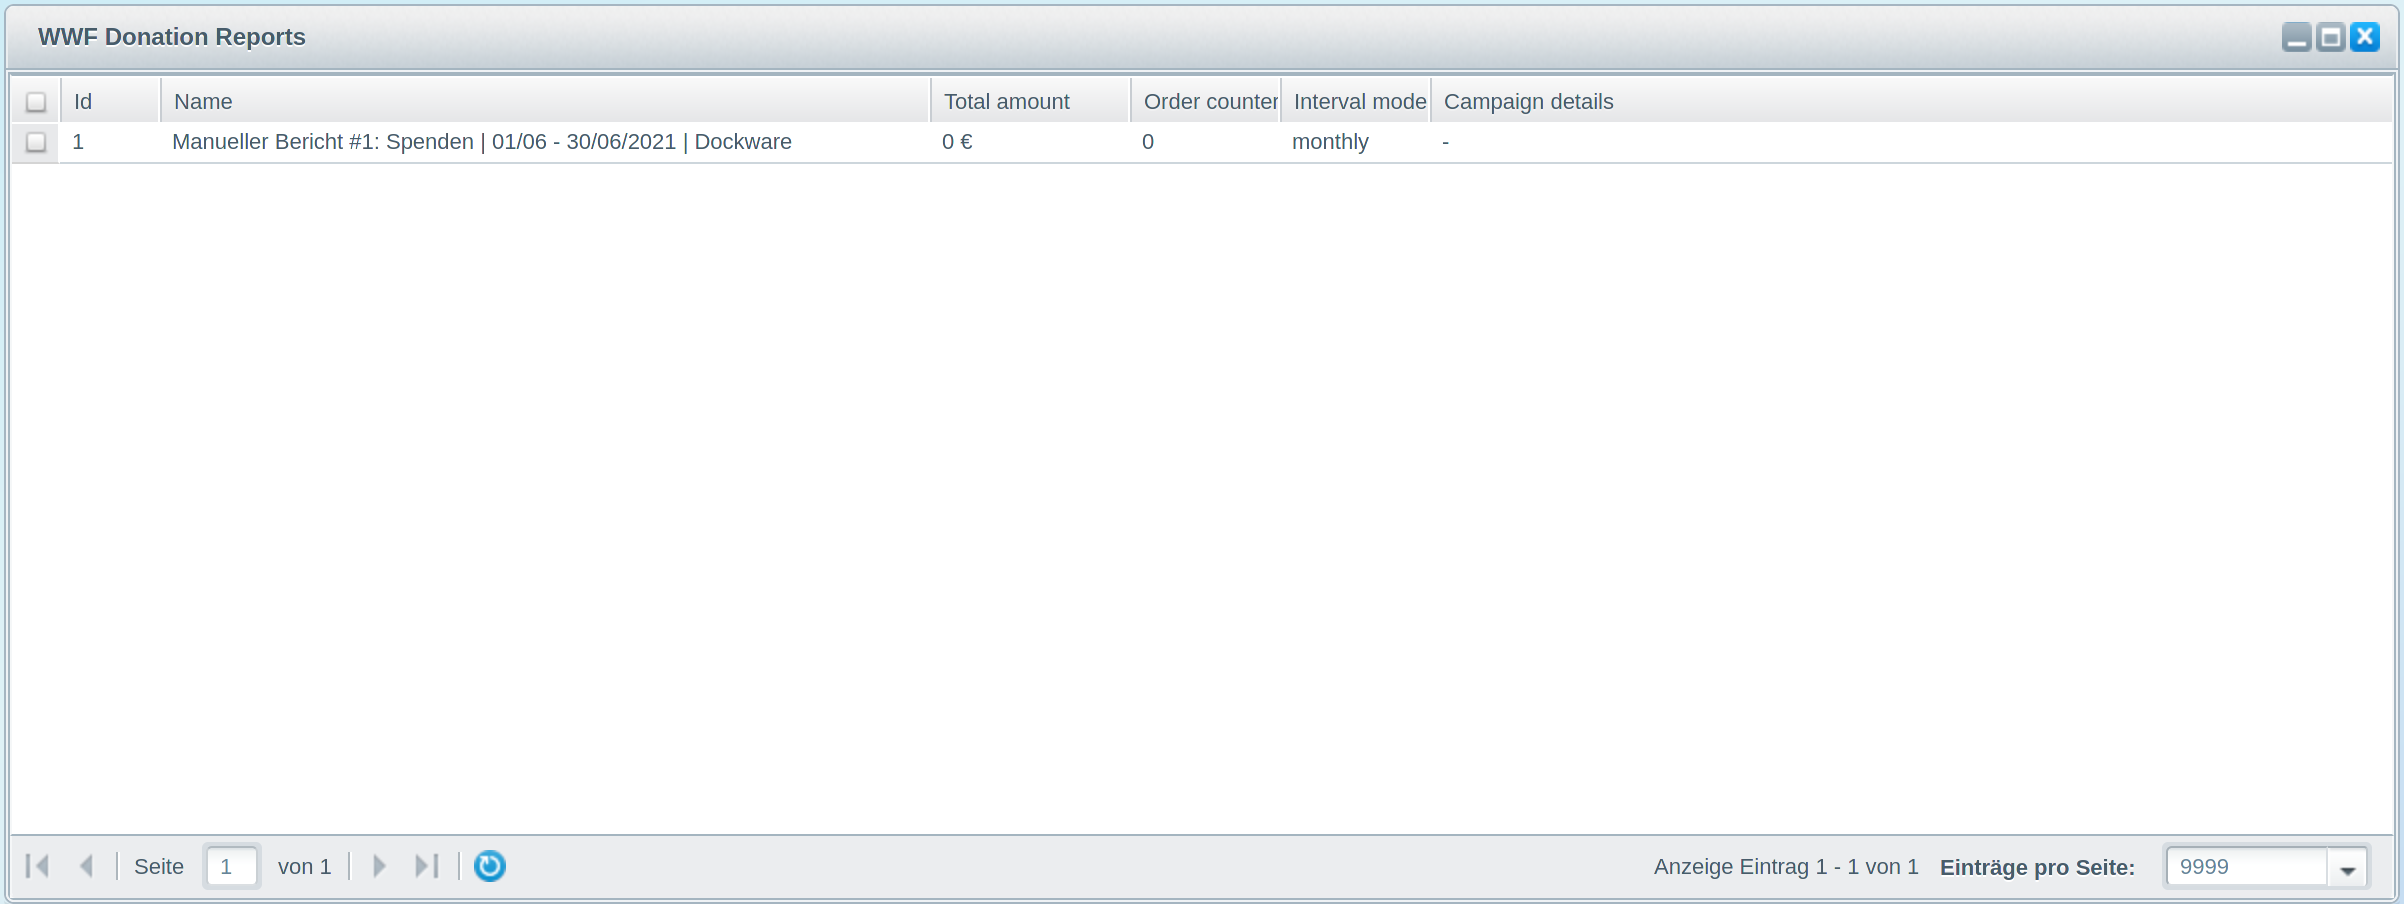 WWF Donation Reports
Id Name Total amount Order counter Interval mode Campaign details
1 Manueller Bericht #1: Spenden | 01/06 - 30/06/2021 | Dockware 0 € 0 monthly -
Seite 1 von 1 Anzeige Eintrag 1 - 1 von 1 Einträge pro Seite: 9999